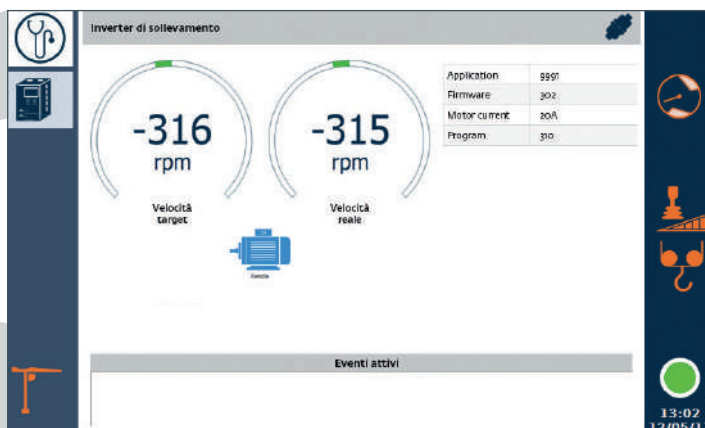 Inverter di sollevamento
-316
rpm
Velocità
target
-315
rpm
Velocità
reale
Application 9991
Firmware 302
Motor current 20A
Program 310
Eventi attivi
13:02